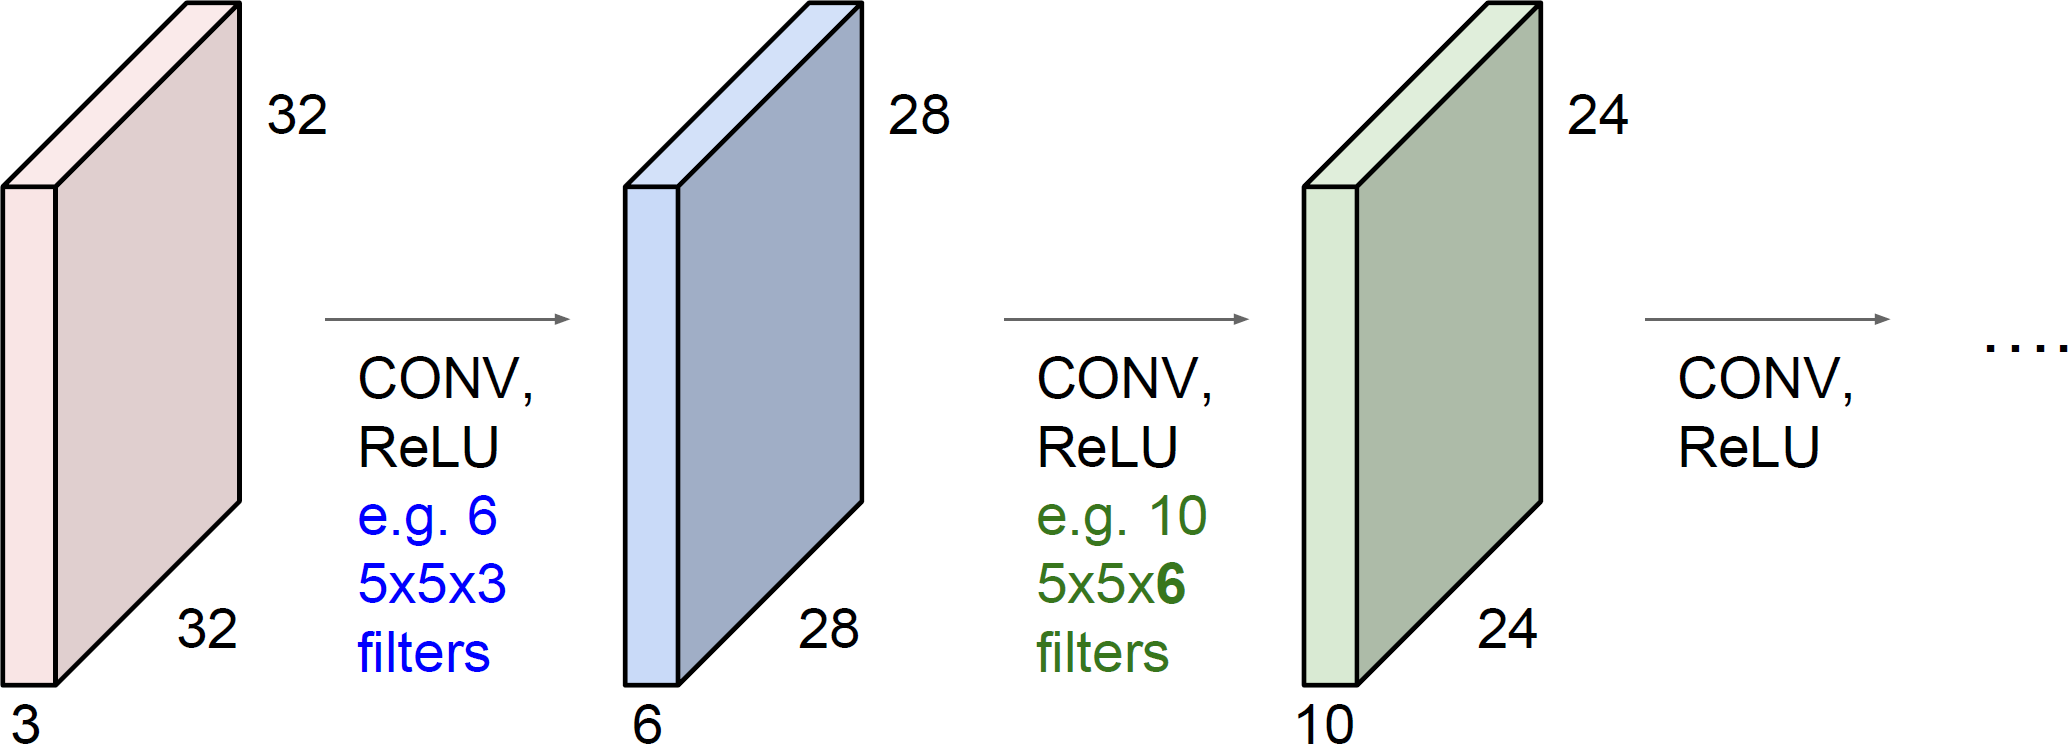 32
32
3
CONV,
ReLU
e.g. 6
5x5x3
filters
28
28
6
CONV,
ReLU
e.g. 10
5x5x6
filters
24
24
10
CONV,
ReLU
....